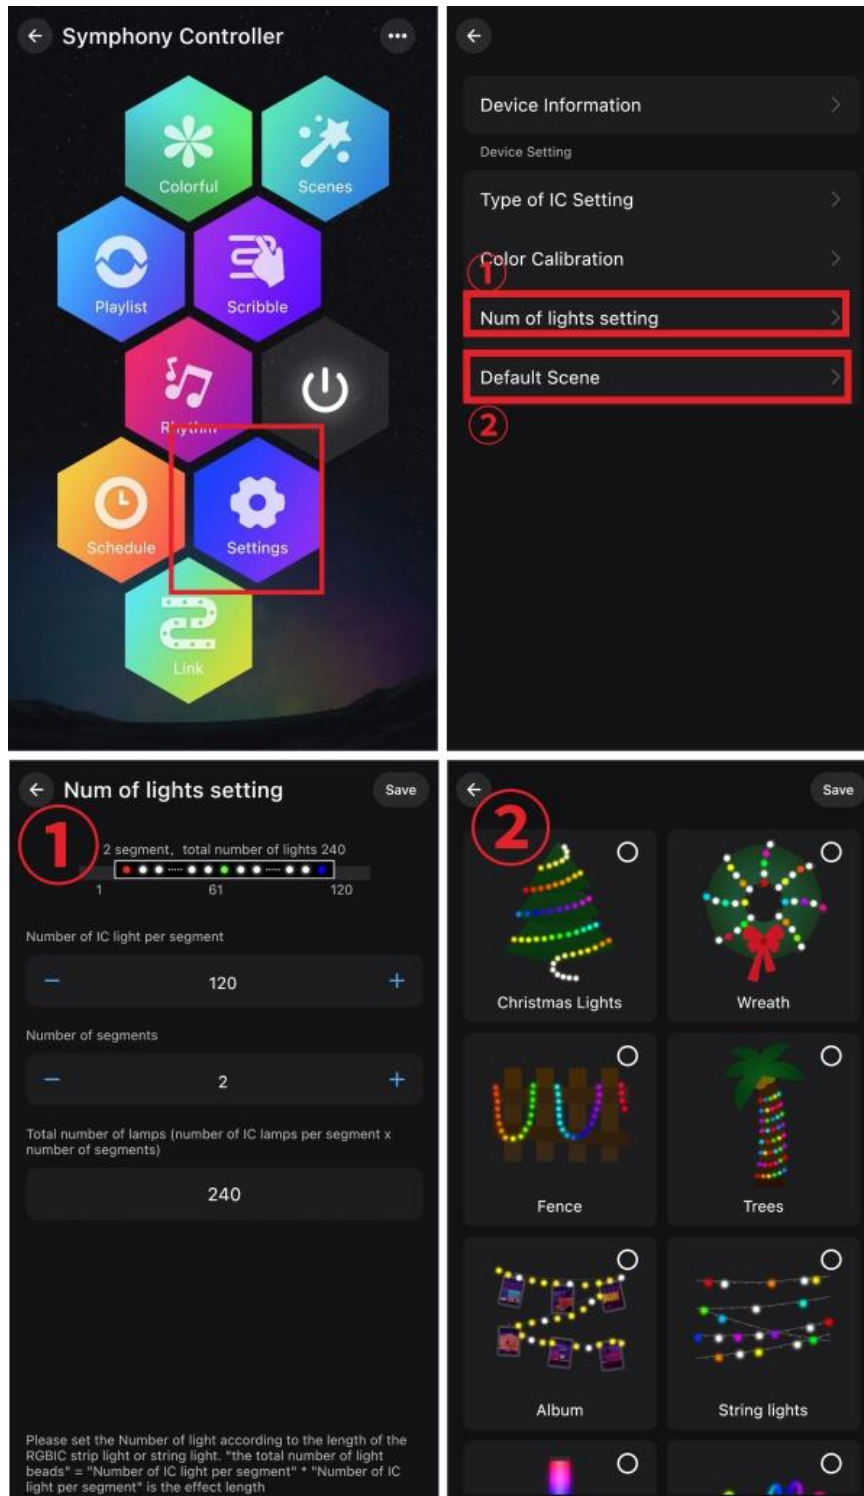 Symphony Controller
Colorful
Scenes
Playlist
Scribble
Rhythm
Schedule
Settings
Link
Device Information
Device Setting
Type of IC Setting
Color Calibration
1
Num of lights setting
Default Scene
2
Num of lights setting
Save
1
2 segment, total number of lights 240
1 61 120
Number of IC light per segment
− 120 +
Number of segments
− 2 +
Total number of lamps (number of IC lamps per segment x
number of segments)
240
Please set the Number of light according to the length of the
RGBIC strip light or string light. "the total number of light
beads" = "Number of IC light per segment" * "Number of IC
light per segment" is the effect length
Save
2
Christmas Lights
Wreath
Fence
Trees
Album
String lights